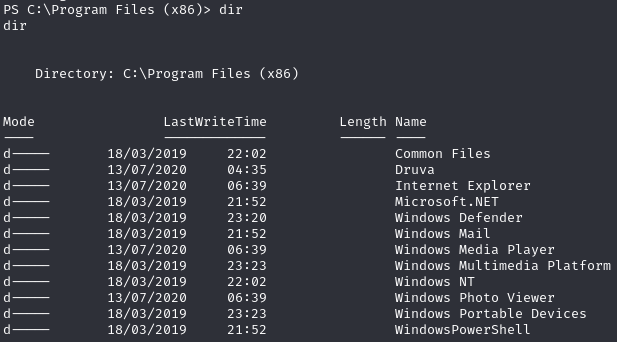 PS C:\Program Files (x86)> dir
dir
    Directory: C:\Program Files (x86)
Mode                LastWriteTime         Length Name
----                -------------         ------ ----
d-----       18/03/2019     22:02                Common Files
d-----       13/07/2020     04:35                Druva
d-----       13/07/2020     06:39                Internet Explorer
d-----       18/03/2019     21:52                Microsoft.NET
d-----       18/03/2019     23:20                Windows Defender
d-----       18/03/2019     21:52                Windows Mail
d-----       13/07/2020     06:39                Windows Media Player
d-----       18/03/2019     23:23                Windows Multimedia Platform
d-----       18/03/2019     22:02                Windows NT
d-----       13/07/2020     06:39                Windows Photo Viewer
d-----       18/03/2019     23:23                Windows Portable Devices
d-----       18/03/2019     21:52                WindowsPowerShell